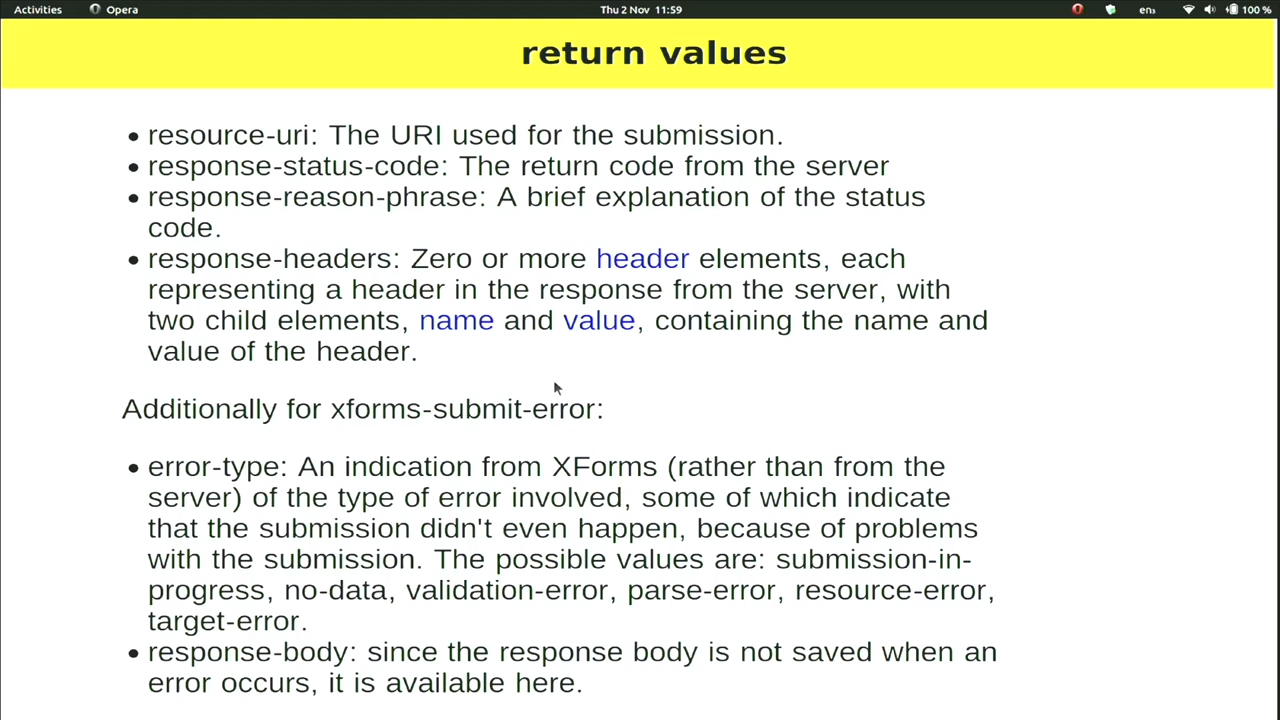 Activities Opera Thu 2 Nov 11:59 en₃ 100 %
return values
• resource-uri: The URI used for the submission.
• response-status-code: The return code from the server
• response-reason-phrase: A brief explanation of the status
code.
• response-headers: Zero or more header elements, each
representing a header in the response from the server, with
two child elements, name and value, containing the name and
value of the header.
Additionally for xforms-submit-error:
• error-type: An indication from XForms (rather than from the
server) of the type of error involved, some of which indicate
that the submission didn't even happen, because of problems
with the submission. The possible values are: submission-in-
progress, no-data, validation-error, parse-error, resource-error,
target-error.
• response-body: since the response body is not saved when an
error occurs, it is available here.